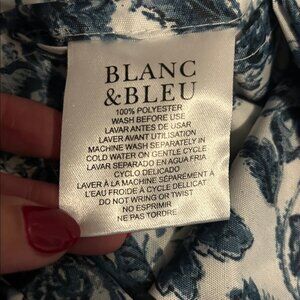 BLANC
&BLEU
100% POLYESTER
WASH BEFORE USE
LAVAR ANTES DE USAR
LAVER AVANT UTILISATION
MACHINE WASH SEPARATELY IN
COLD WATER ON GENTLE CYCLE
LAVAR SEPARADO EN AGUA FRIA
CYCLO DELICADO
LAVER À LA MACHINE SÉPARÉMENT À
L'EAU FROIDE À CYCLE DELLICAT
DO NOT WRING OR TWIST
NO ESPRIMIR
NE PAS TORDRE